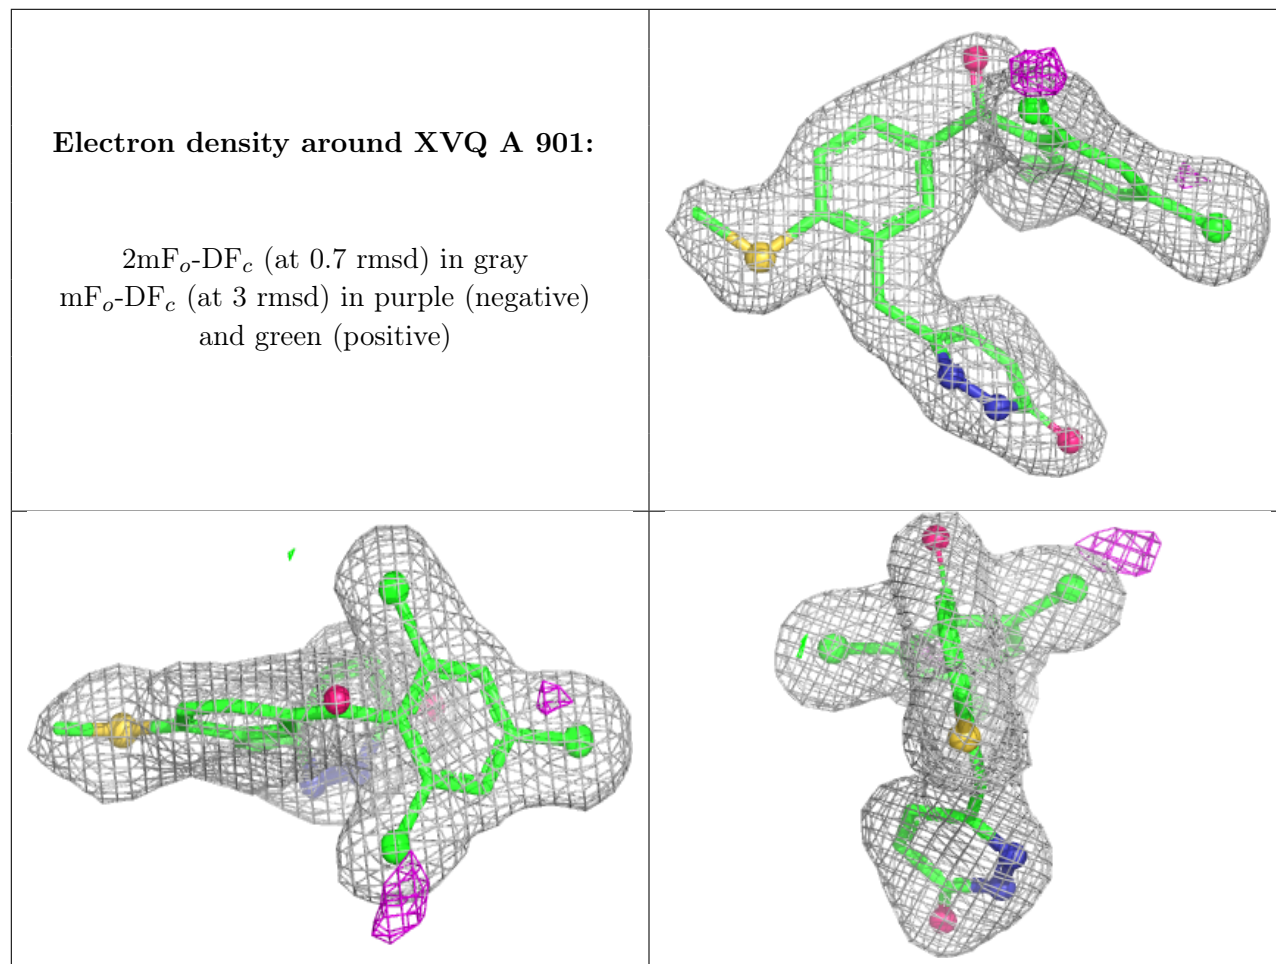 Electron density around XVQ A 901:
2mFo-DFc (at 0.7 rmsd) in gray
mFo-DFc (at 3 rmsd) in purple (negative)
and green (positive)